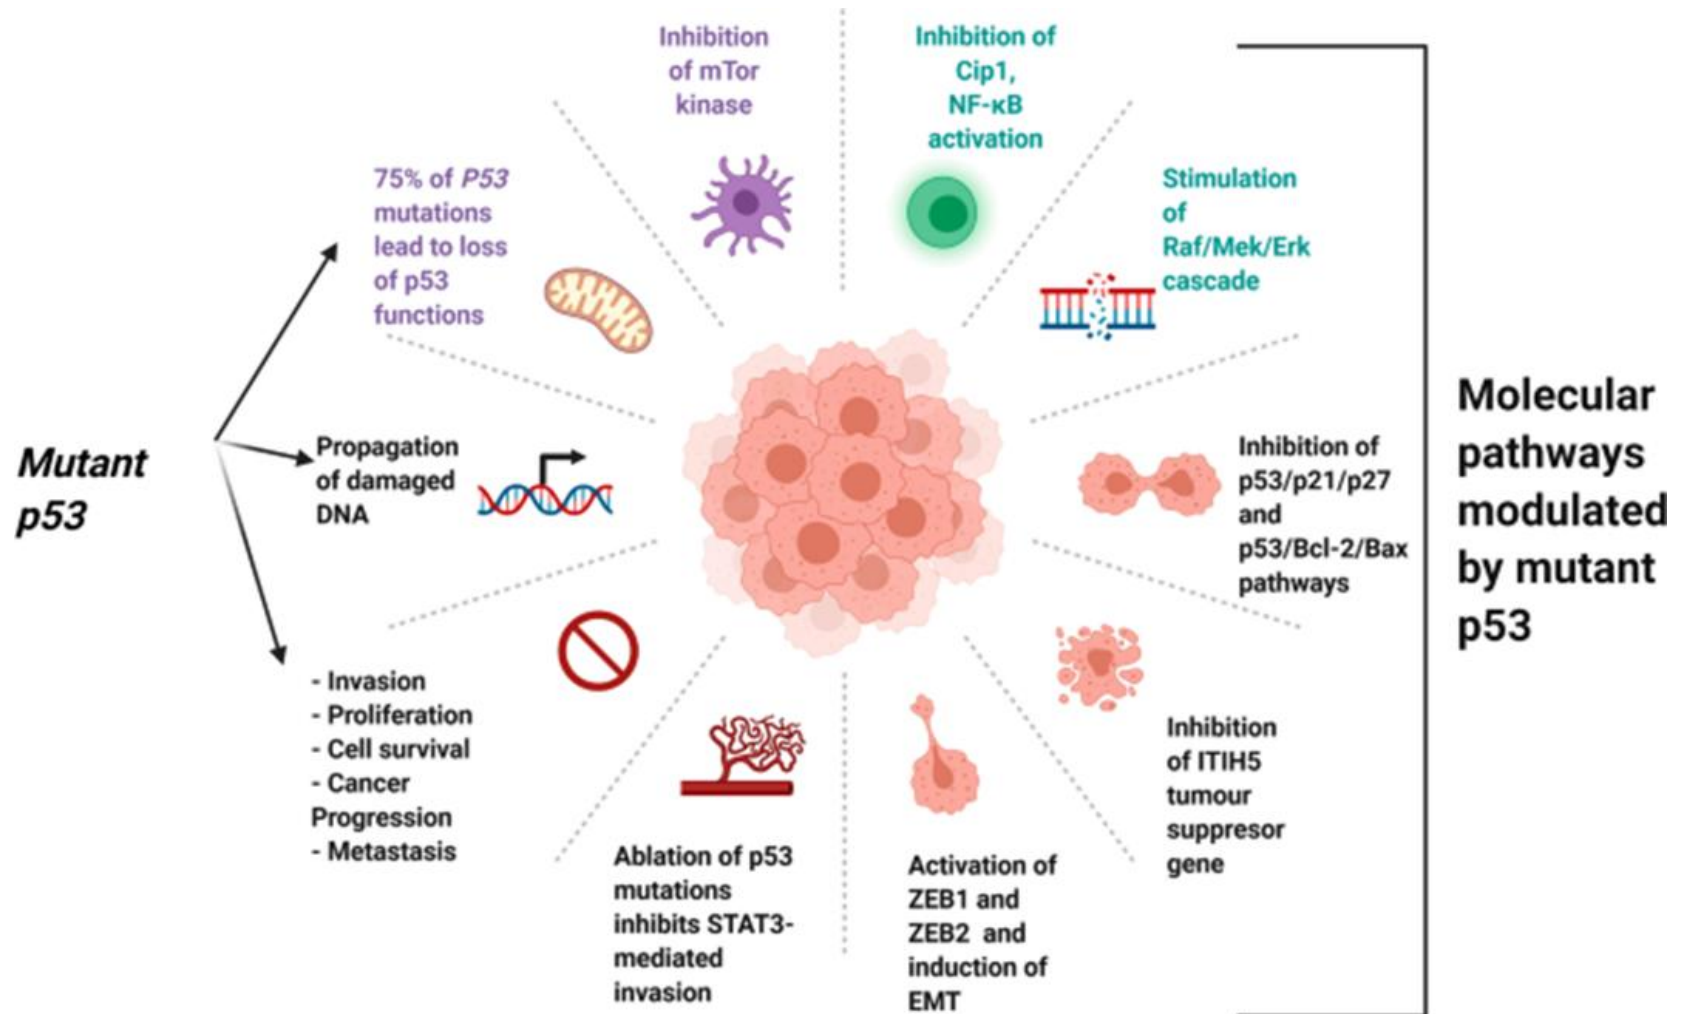 Mutant
p53
75% of P53
mutations
lead to loss
of p53
functions
Propagation
of damaged
DNA
- Invasion
- Proliferation
- Cell survival
- Cancer
Progression
- Metastasis
Inhibition
of mTor
kinase
Inhibition of
Cip1,
NF-κB
activation
Stimulation
of
Raf/Mek/Erk
cascade
Inhibition of
p53/p21/p27
and
p53/Bcl-2/Bax
pathways
Inhibition
of ITIH5
tumour
suppresor
gene
Activation of
ZEB1 and
ZEB2 and
induction of
EMT
Ablation of p53
mutations
inhibits STAT3-
mediated
invasion
Molecular
pathways
modulated
by mutant
p53